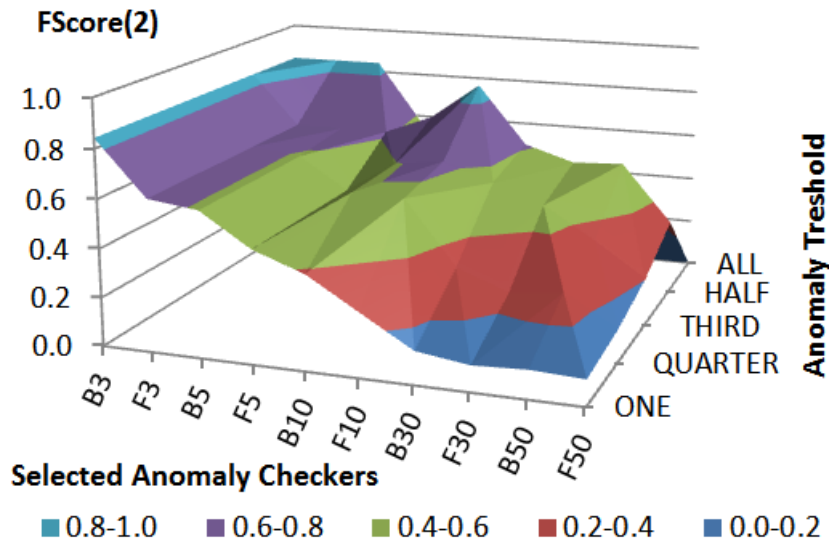 FScore(2)
1.0
0.8
0.6
0.4
0.2
0.0
B3
F3
B5
F5
B10
F10
B30
F30
B50
F50
ALL
HALF
THIRD
QUARTER
ONE
Anomaly Treshold
Selected Anomaly Checkers
0.8-1.0 0.6-0.8 0.4-0.6 0.2-0.4 0.0-0.2